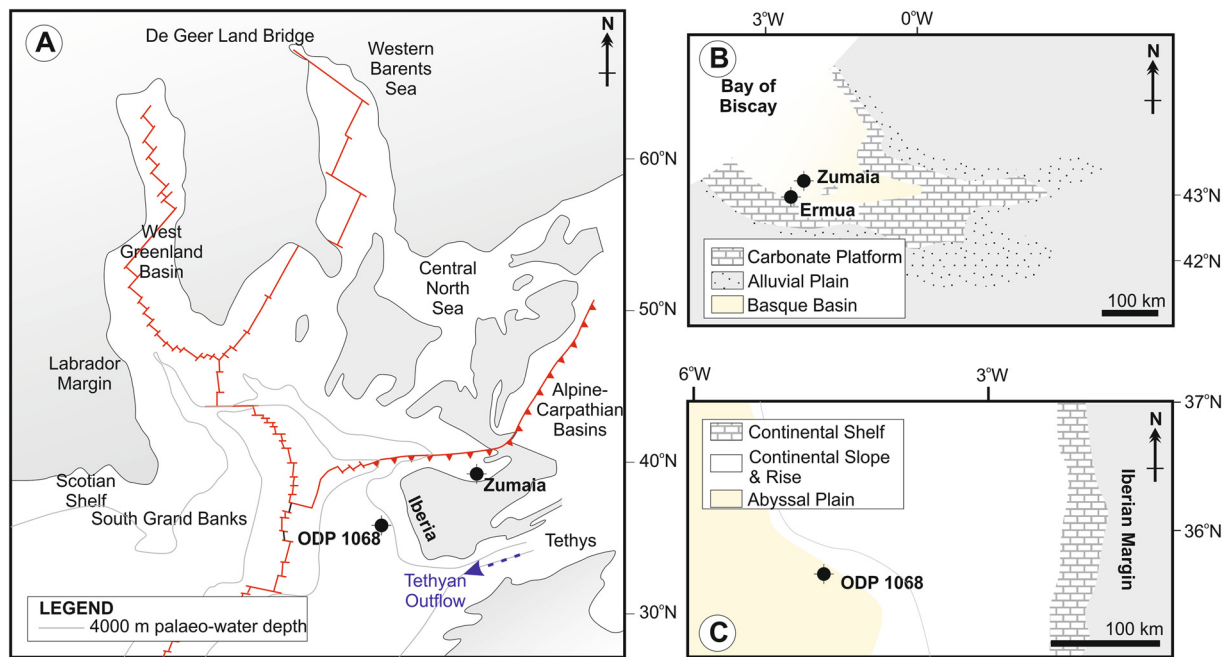 A
De Geer Land Bridge
Western
Barents
Sea
N
60°N
West
Greenland
Basin
Central
North
Sea
50°N
Labrador
Margin
Alpine-
Carpathian
Basins
40°N
Scotian
Shelf
Zumaia
South Grand Banks
Iberia
ODP 1068
Tethys
Tethyan
Outflow
30°N
LEGEND
4000 m palaeo-water depth
3°W
0°W
B
N
Bay of
Biscay
Zumaia
Ermua
43°N
42°N
Carbonate Platform
Alluvial Plain
Basque Basin
100 km
6°W
3°W
37°N
N
Continental Shelf
Continental Slope
& Rise
Abyssal Plain
Iberian Margin
36°N
ODP 1068
C
100 km